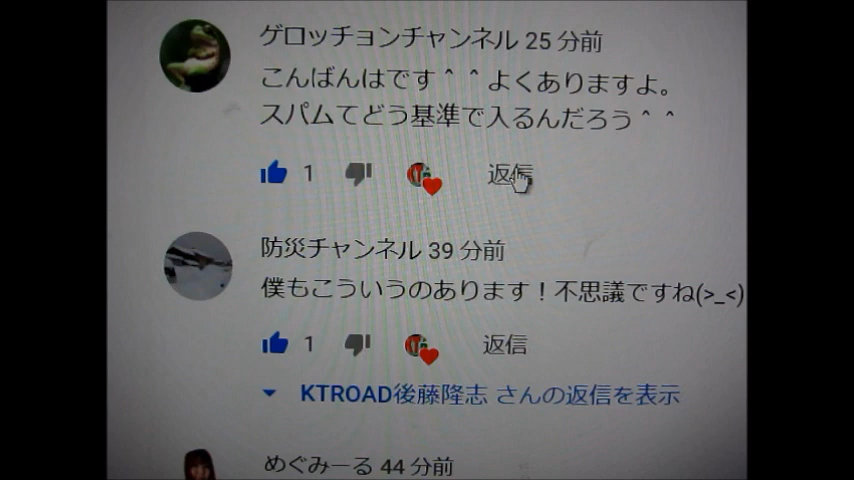 ゲロッチョンチャンネル 25 分前
こんばんはです＾＾よくありますよ。
スパムてどう基準で入るんだろう＾＾
1 返信
防災チャンネル 39 分前
僕もこういうのあります！不思議ですね(>_<)
1 返信
KTROAD後藤隆志 さんの返信を表示
めぐみーる 44 分前